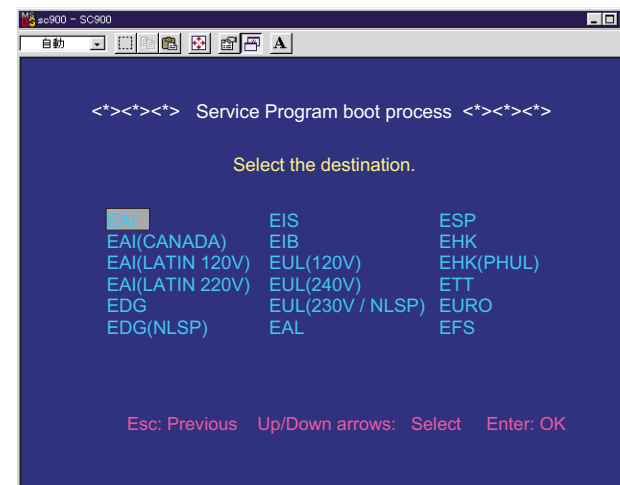 sc900 - SC900
自動
A
<*><*><*> Service Program boot process <*><*><*>
Select the destination.
EAI EIS ESP
EAI(CANADA) EIB EHK
EAI(LATIN 120V) EUL(120V) EHK(PHUL)
EAI(LATIN 220V) EUL(240V) ETT
EDG EUL(230V / NLSP) EURO
EDG(NLSP) EAL EFS
Esc: Previous Up/Down arrows: Select Enter: OK